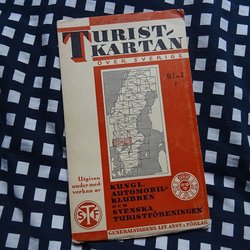 TURIST-
KARTAN
ÖVER SVERIGE
Bl. 
Utgiven
under med-
verkan av
KUNGL.
AUTOMOBIL-
KLUBBEN
OCH
SVENSKA
TURISTFÖRENINGEN
STF
GENERALSTABENS LIT. ANST:s FÖRLAG